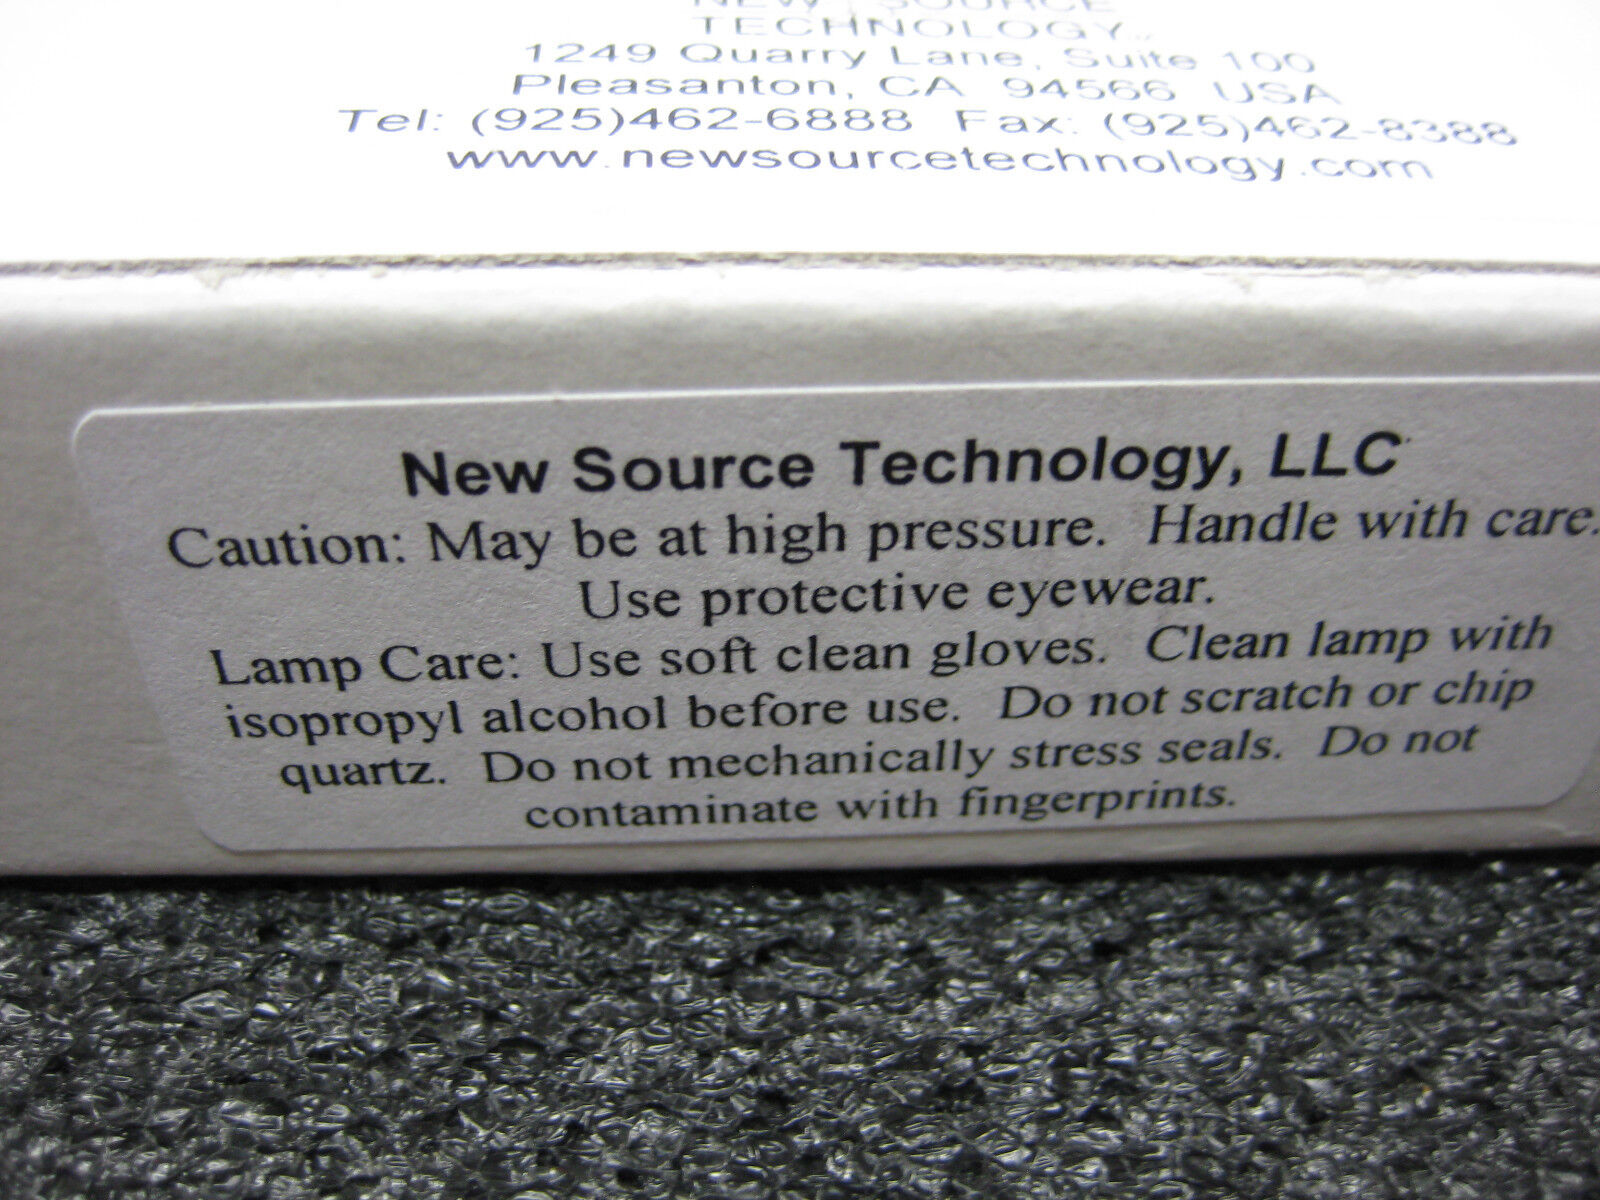 NEW SOURCE
TECHNOLOGY
1249 Quarry Lane, Suite 100
Pleasanton, CA 94566 USA
Tel: (925)462-6888 Fax: (925)462-8388
www.newsourcetechnology.com
New Source Technology, LLC
Caution: May be at high pressure. Handle with care.
Use protective eyewear.
Lamp Care: Use soft clean gloves. Clean lamp with
isopropyl alcohol before use. Do not scratch or chip
quartz. Do not mechanically stress seals. Do not
contaminate with fingerprints.